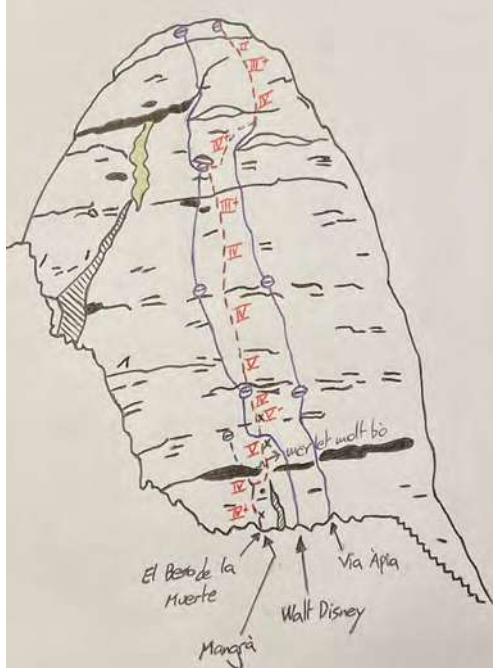 II
III+
IV
IV+
III+
IV
IV
V
IV
V-
V
merlet molt bò
IV
IV+
El Beso de la
Muerte
Mangrà
Walt Disney
Via Àpia